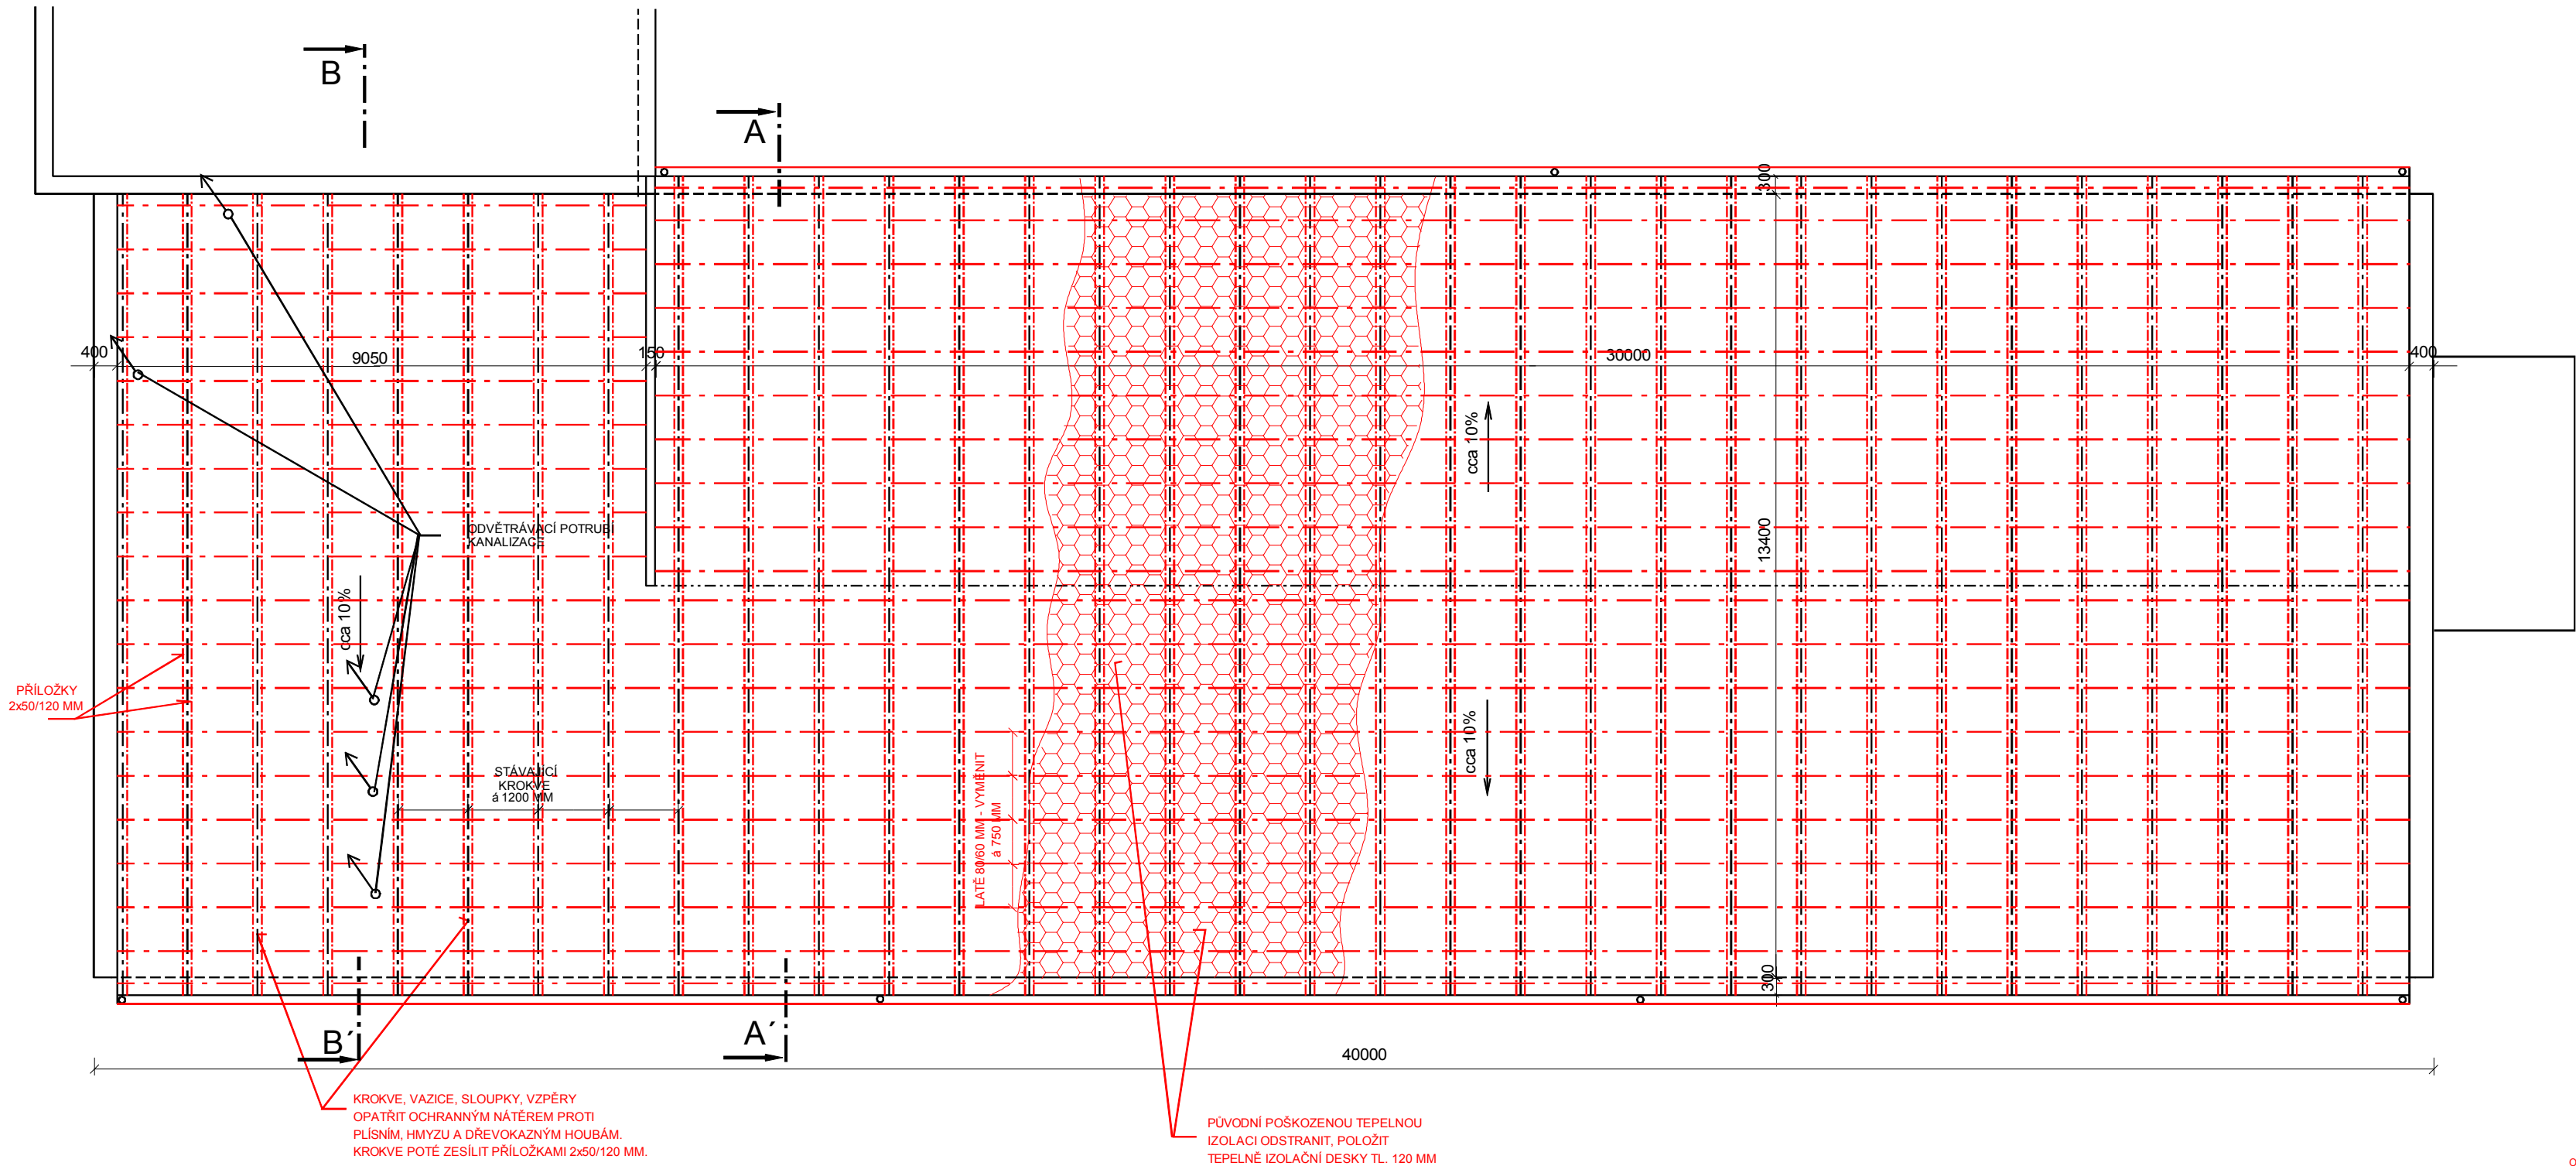 B
A
300
400
9050
150
30000
400
cca 10%
13400
ODVĚTRÁVACÍ POTRUBÍ
KANALIZACE
cca 10%
PŘÍLOŽKY
2x50/120 MM
cca 10%
STÁVAJÍCÍ
KROKVE
á 1200 MM
LATĚ 80/60 MM - VYMĚNIT
á 750 MM
300
B´
A´
40000
KROKVE, VAZICE, SLOUPKY, VZPĚRY
OPATŘIT OCHRANNÝM NÁTĚREM PROTI
PLÍSNÍM, HMYZU A DŘEVOKAZNÝM HOUBÁM.
KROKVE POTÉ ZESÍLIT PŘÍLOŽKAMI 2x50/120 MM.
PŮVODNÍ POŠKOZENOU TEPELNOU
IZOLACI ODSTRANIT, POLOŽIT
TEPELNĚ IZOLAČNÍ DESKY TL. 120 MM